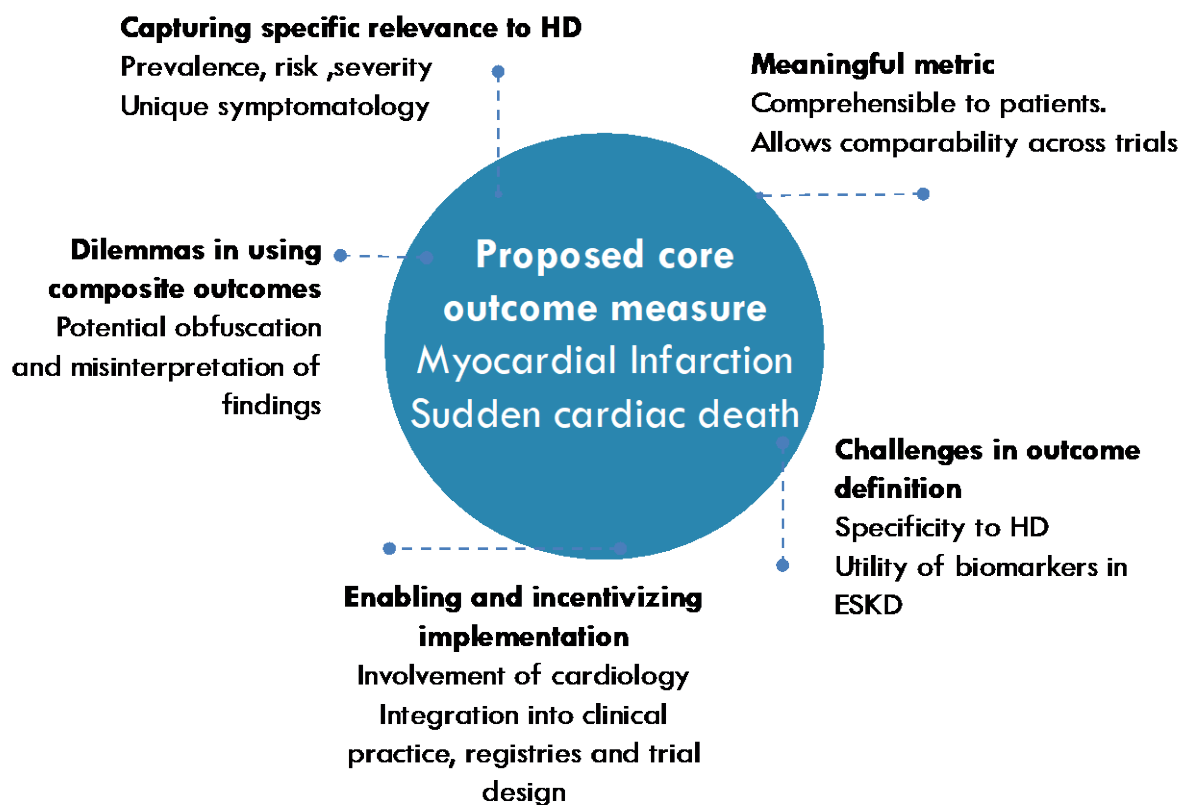 Capturing specific relevance to HD
Prevalence, risk ,severity
Unique symptomatology
Meaningful metric
Comprehensible to patients.
Allows comparability across trials
Dilemmas in using
composite outcomes
Potential obfuscation
and misinterpretation of
findings
Proposed core
outcome measure
Myocardial Infarction
Sudden cardiac death
Challenges in outcome
definition
Specificity to HD
Utility of biomarkers in
ESKD
Enabling and incentivizing
implementation
Involvement of cardiology
Integration into clinical
practice, registries and trial
design